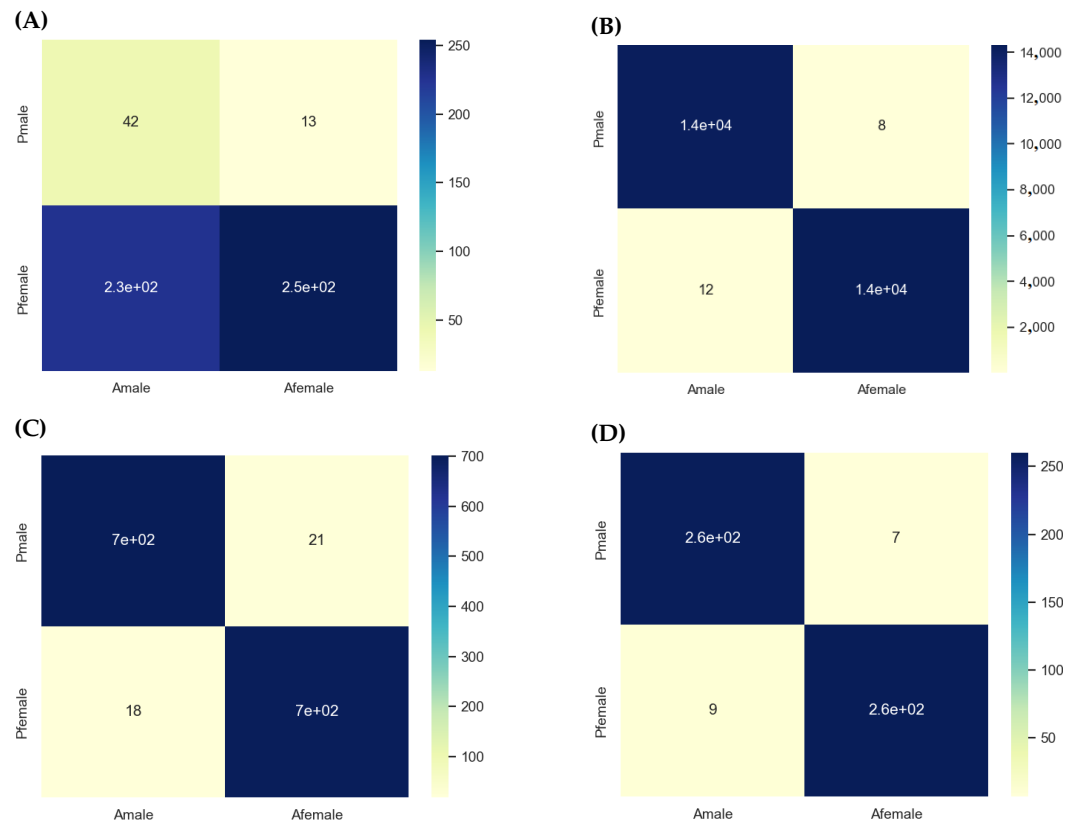 (A)
250
200
150
100
50
Pmale
42
13
Pfemale
2.3e+02
2.5e+02
Amale
Afemale
(B)
14,000
12,000
10,000
8,000
6,000
4,000
2,000
Pmale
1.4e+04
8
Pfemale
12
1.4e+04
Amale
Afemale
(C)
700
600
500
400
300
200
100
Pmale
7e+02
21
Pfemale
18
7e+02
Amale
Afemale
(D)
250
200
150
100
50
Pmale
2.6e+02
7
Pfemale
9
2.6e+02
Amale
Afemale